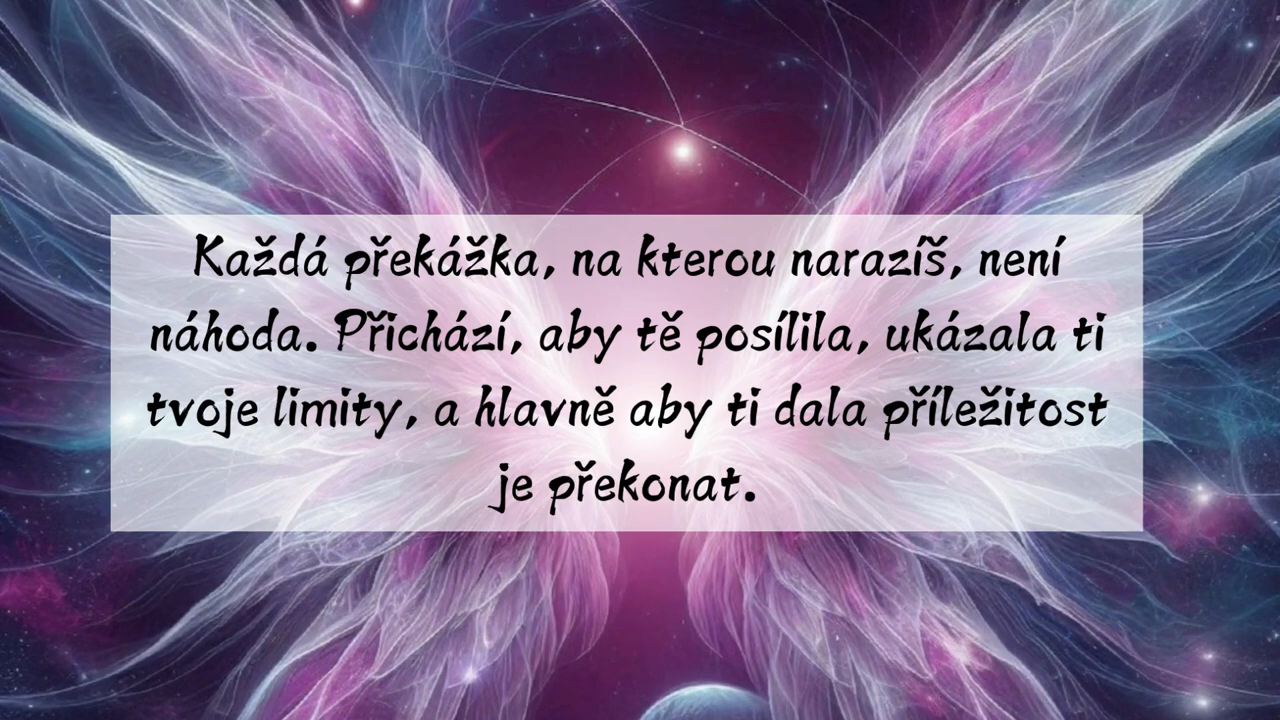 Každá překážka, na kterou narazíš, není
náhoda. Přichází, aby tě posílila, ukázala ti
tvoje limity, a hlavně aby ti dala příležitost
je překonat.